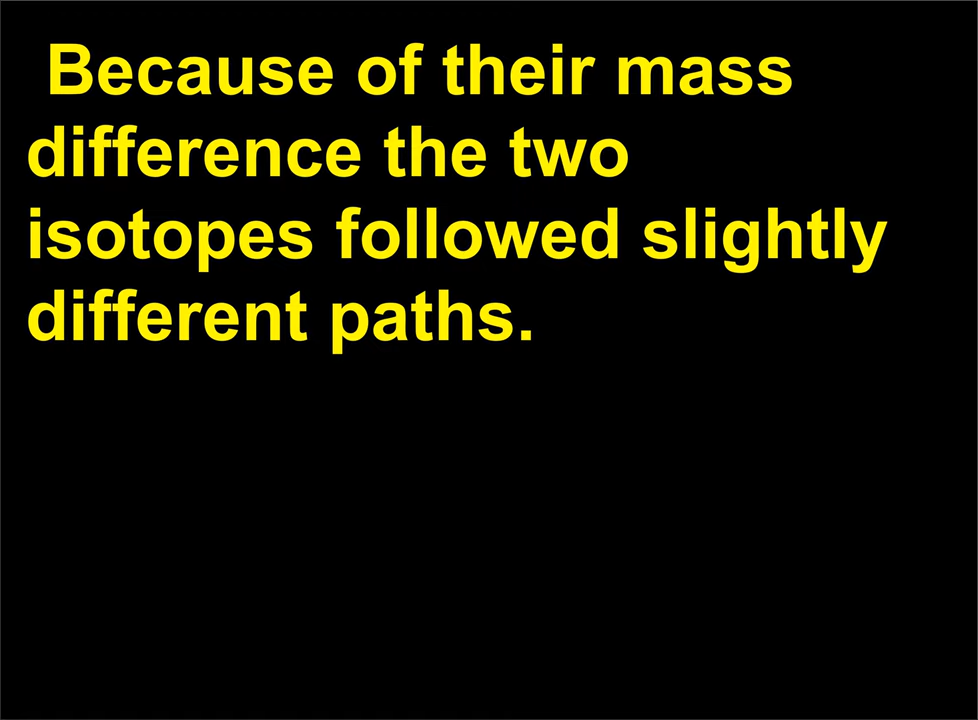 Because of their mass
difference the two
isotopes followed slightly
different paths.